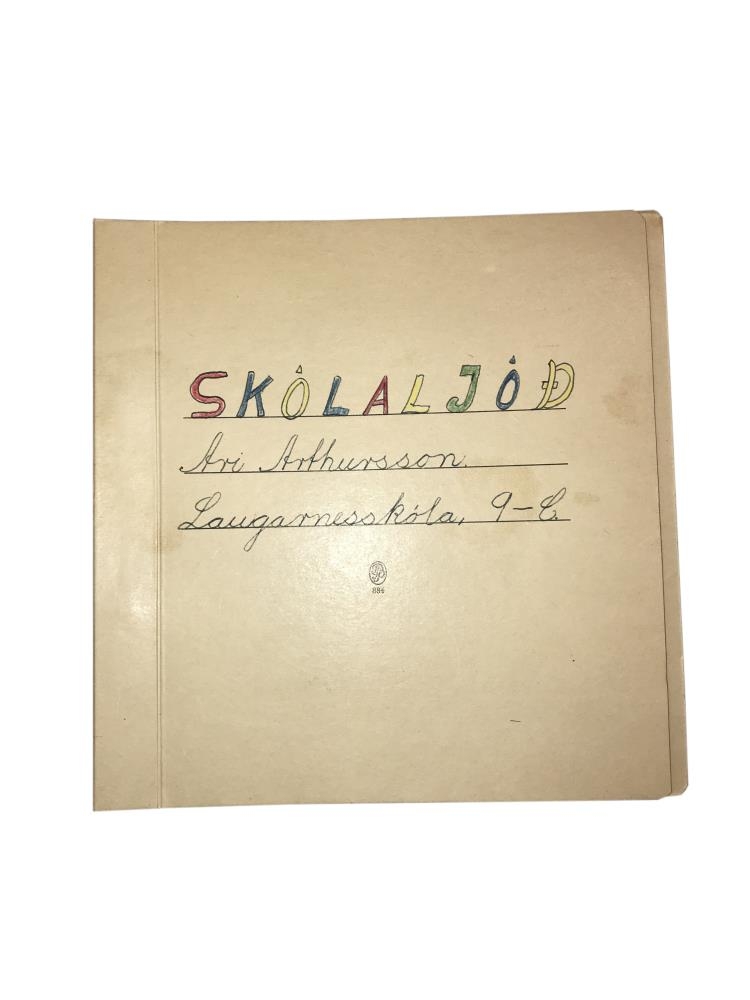 SKÓLALJÓÐ
Ari Arthursson.
Laugarnesskóla, 9-C.
884